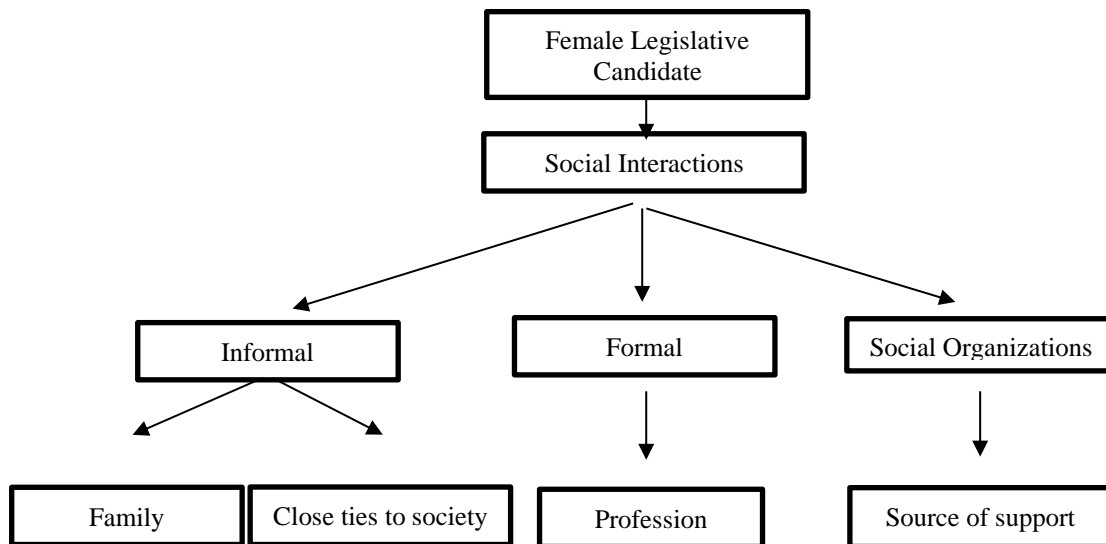 Female Legislative
Candidate
Social Interactions
Informal
Formal
Social Organizations
Family
Close ties to society
Profession
Source of support